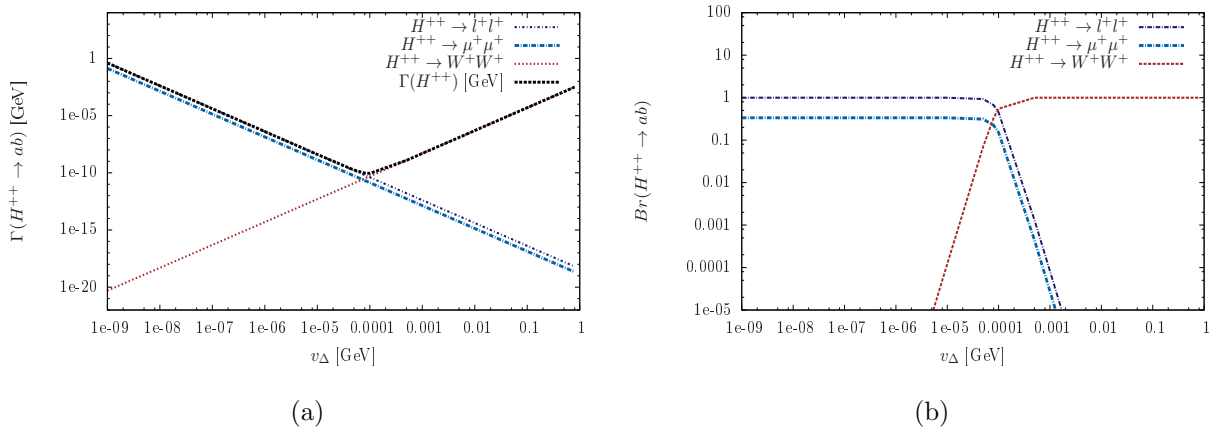 (a)
H⁺⁺ → l⁺l⁺
H⁺⁺ → μ⁺μ⁺
H⁺⁺ → W⁺W⁺
Γ(H⁺⁺) [GeV]
Γ(H⁺⁺ → ab) [GeV]
1
1e-05
1e-10
1e-15
1e-20
1e-09 1e-08 1e-07 1e-06 1e-05 0.0001 0.001 0.01 0.1 1
v_Δ [GeV]
(a)
(b)
H⁺⁺ → l⁺l⁺
H⁺⁺ → μ⁺μ⁺
H⁺⁺ → W⁺W⁺
Br(H⁺⁺ → ab)
100
10
1
0.1
0.01
0.001
0.0001
1e-05
1e-09 1e-08 1e-07 1e-06 1e-05 0.0001 0.001 0.01 0.1 1
v_Δ [GeV]
(b)